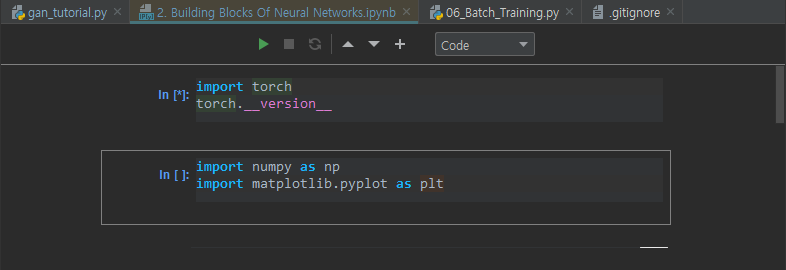 gan_tutorial.py
2. Building Blocks Of Neural Networks.ipynb
06_Batch_Training.py
.gitignore
Code
In [*]:
import torch
torch.__version__
In [ ]:
import numpy as np
import matplotlib.pyplot as plt